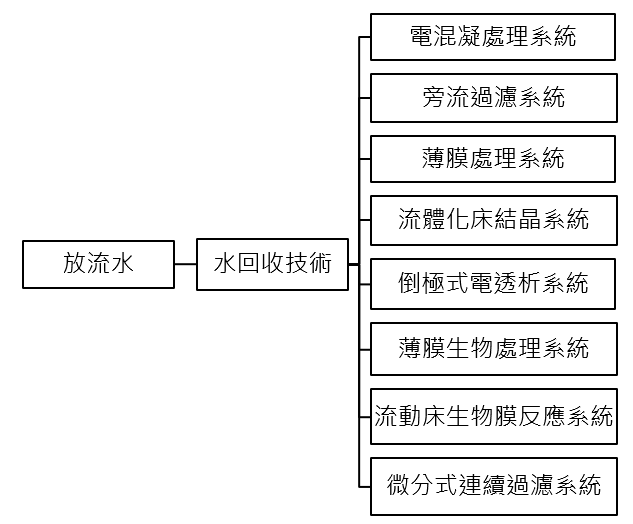 放流水
水回收技術
電混凝處理系統
旁流過濾系統
薄膜處理系統
流體化床結晶系統
倒極式電透析系統
薄膜生物處理系統
流動床生物膜反應系統
微分式連續過濾系統